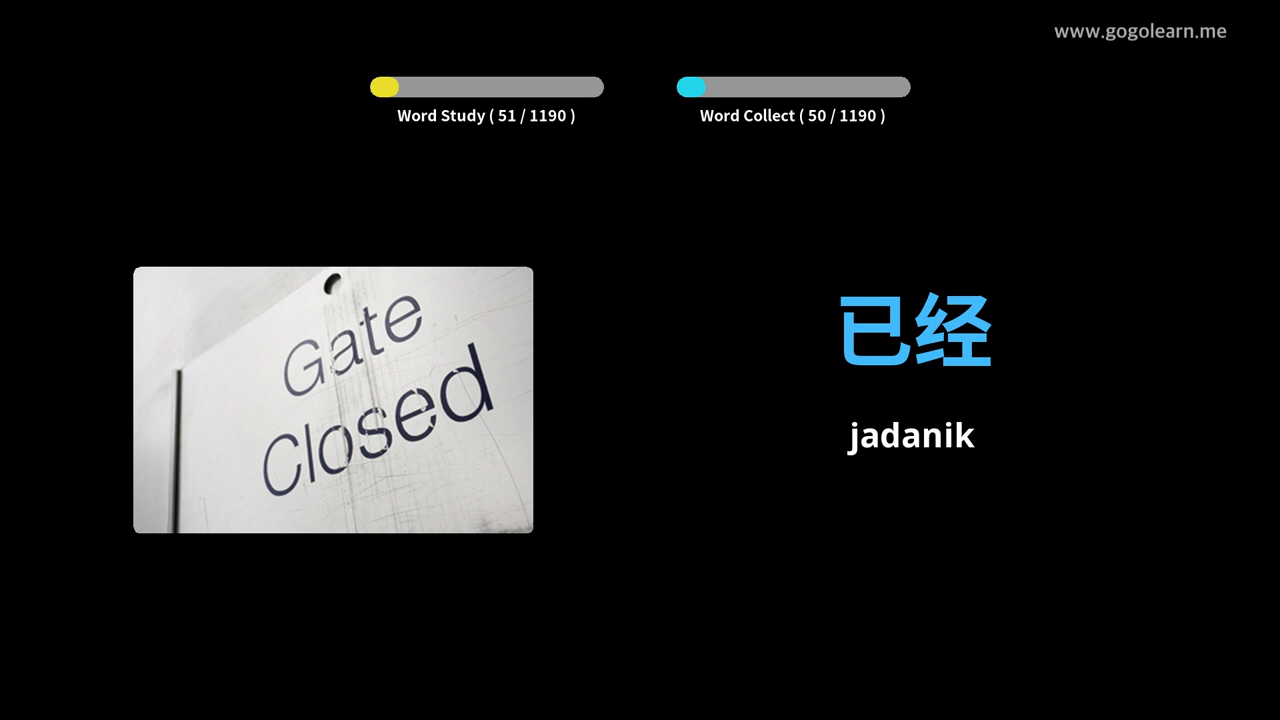 www.gogolearn.me
Word Study ( 51 / 1190 )
Word Collect ( 50 / 1190 )
Gate
Closed
已经
jadanik